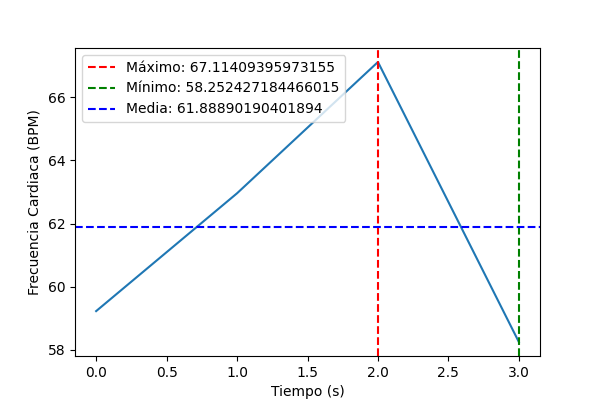 Máximo: 67.11409395973155
Mínimo: 58.252427184466015
Media: 61.88890190401894
66
64
62
60
58
Frecuencia Cardiaca (BPM)
0.0 0.5 1.0 1.5 2.0 2.5 3.0
Tiempo (s)